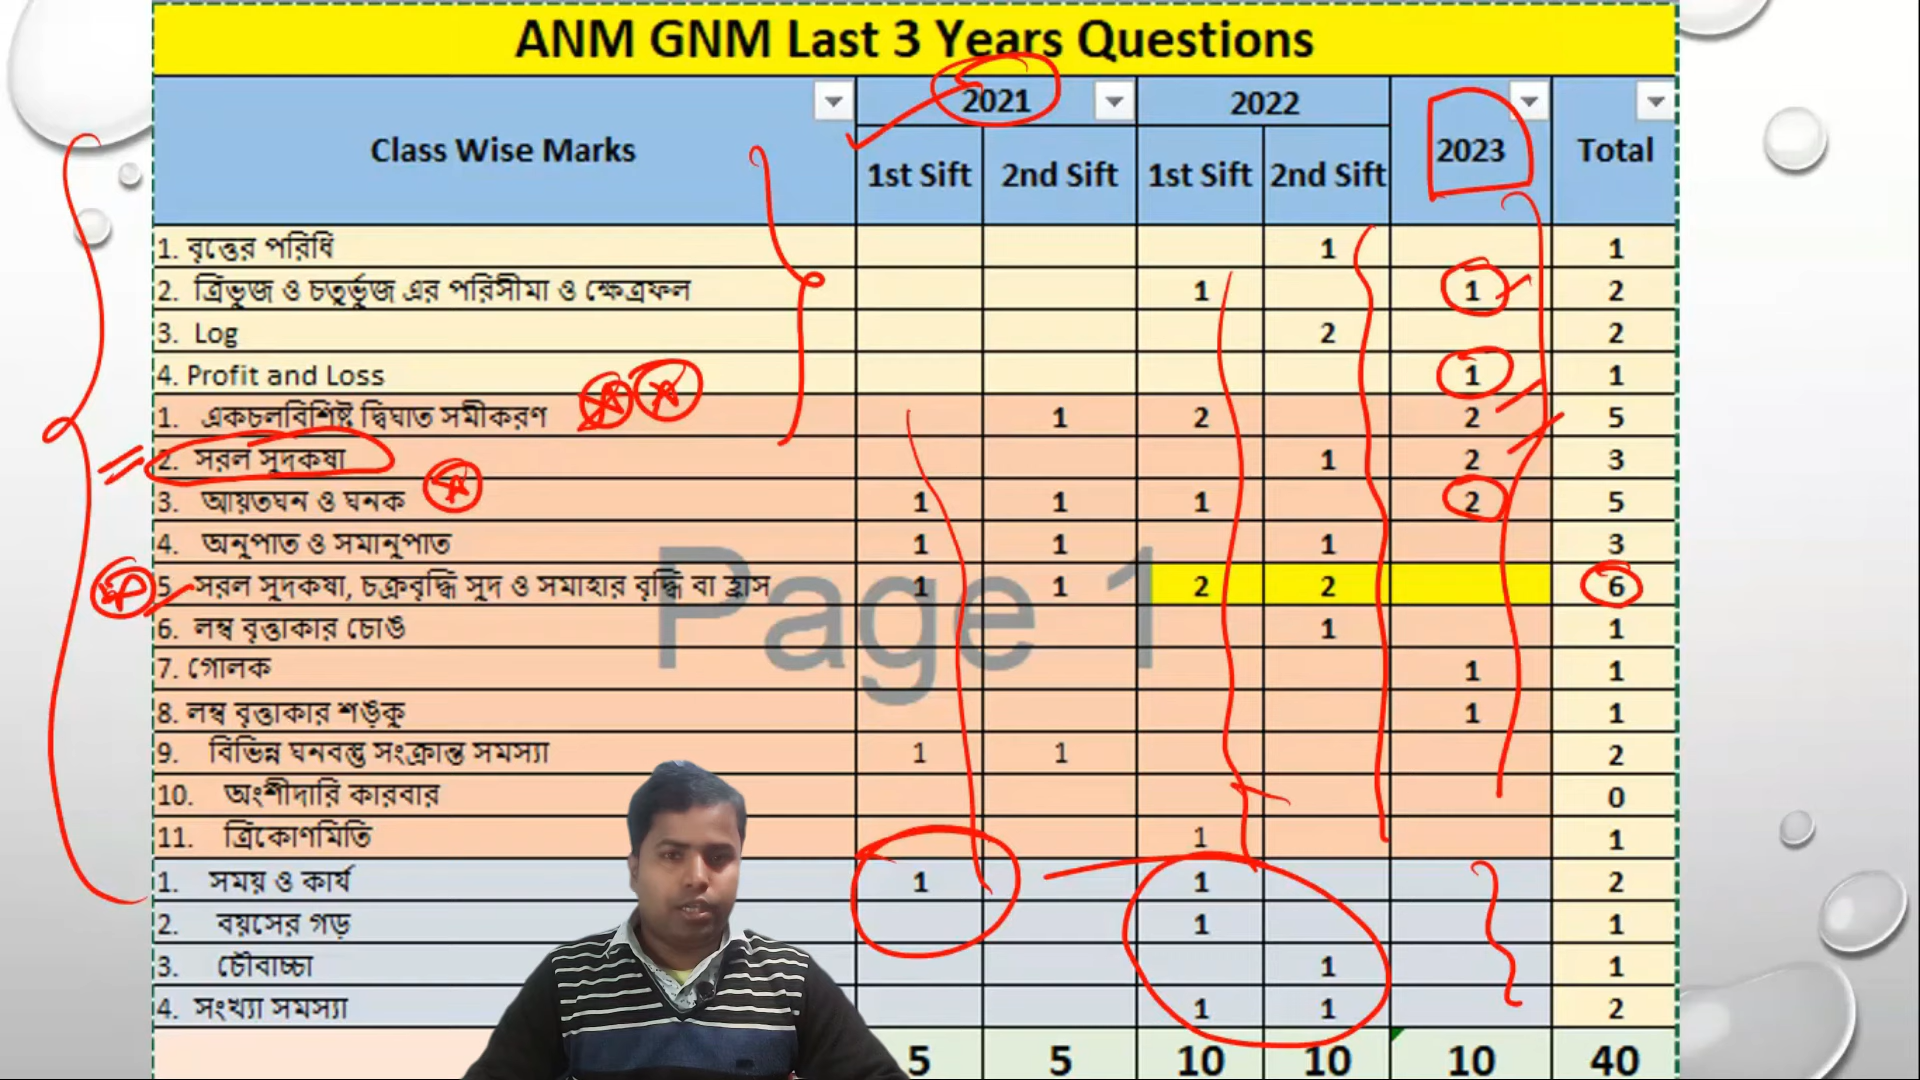 ANM GNM Last 3 Years Questions
Class Wise Marks 2021 2022 2023 Total
1st Sift 2nd Sift 1st Sift 2nd Sift
1. বৃত্তের পরিধি 1 1
2. ত্রিভুজ ও চতুর্ভুজ এর পরিসীমা ও ক্ষেত্রফল 1 1 2
3. Log 2 2
4. Profit and Loss 1 1
1. একচলবিশিষ্ট দ্বিঘাত সমীকরণ 1 2 2 5
2. সরল সুদকষা 1 2 3
3. আয়তঘন ও ঘনক 1 1 1 2 5
4. অনুপাত ও সমানুপাত 1 1 1 3
5. সরল সুদকষা, চক্রবৃদ্ধি সুদ ও সমাহার বৃদ্ধি বা হ্রাস 1 1 2 2 6
6. লম্ব বৃত্তাকার চোঙ 1 1
7. গোলক 1 1
8. লম্ব বৃত্তাকার শঙ্কু 1 1
9. বিভিন্ন ঘনবস্তু সংক্রান্ত সমস্যা 1 1 2
10. অংশীদারি কারবার 0
11. ত্রিকোণমিতি 1 1
1. সময় ও কার্য 1 1 2
2. বয়সের গড় 1 1
3. চৌবাচ্চা 1 1
4. সংখ্যা সমস্যা 1 1 2
5 5 10 10 10 40
Page 1